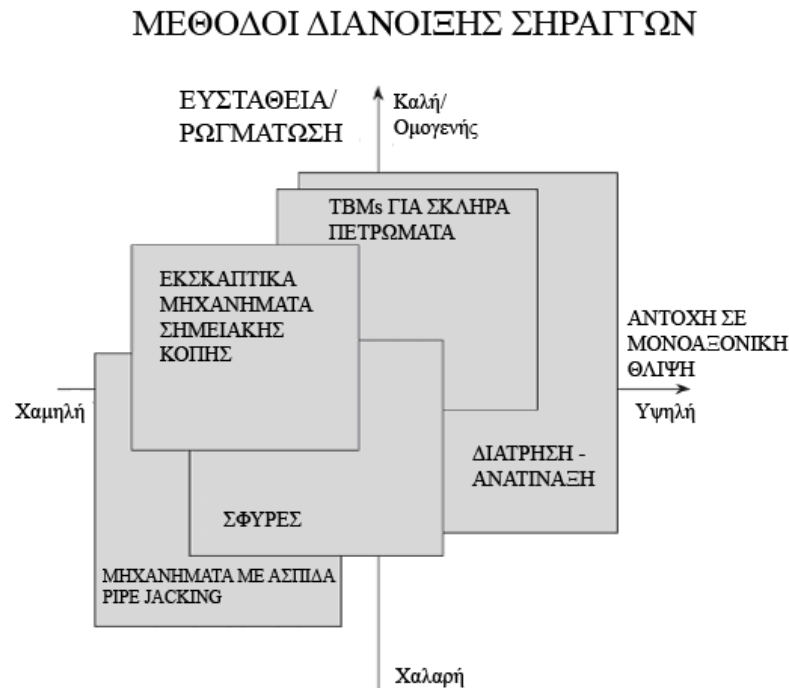 ΜΕΘΟΔΟΙ ΔΙΑΝΟΙΞΗΣ ΣΗΡΑΓΓΩΝ
ΕΥΣΤΑΘΕΙΑ/
ΡΩΓΜΑΤΩΣΗ
Καλή/
Ομογενής
TBMs ΓΙΑ ΣΚΛΗΡΑ
ΠΕΤΡΩΜΑΤΑ
ΕΚΣΚΑΠΤΙΚΑ
ΜΗΧΑΝΗΜΑΤΑ
ΣΗΜΕΙΑΚΗΣ
ΚΟΠΗΣ
ΑΝΤΟΧΗ ΣΕ
ΜΟΝΟΑΞΟΝΙΚΗ
ΘΛΙΨΗ
Χαμηλή
Υψηλή
ΔΙΑΤΡΗΣΗ -
ΑΝΑΤΙΝΑΞΗ
ΣΦΥΡΕΣ
ΜΗΧΑΝΗΜΑΤΑ ΜΕ ΑΣΠΙΔΑ
PIPE JACKING
Χαλαρή